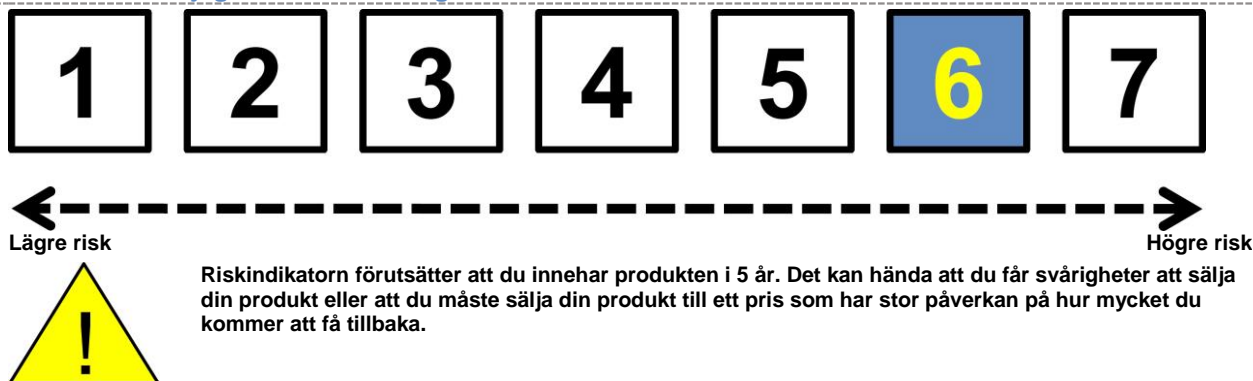 1 2 3 4 5 6 7
Lägre risk Högre risk
Riskindikatorn förutsätter att du innehar produkten i 5 år. Det kan hända att du får svårigheter att sälja
din produkt eller att du måste sälja din produkt till ett pris som har stor påverkan på hur mycket du
kommer att få tillbaka.
!